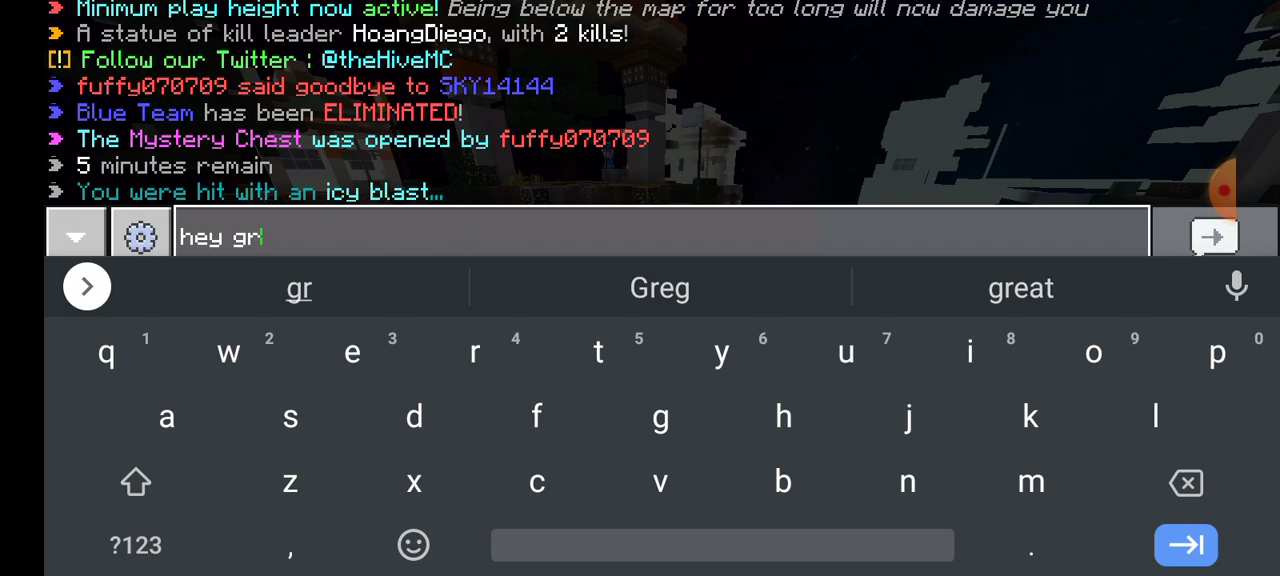 Minimum play height now active! Being below the map for too long will now damage you
A statue of kill leader HoangDiego, with 2 kills!
[!] Follow our Twitter : @theHiveMC
fuffy070709 said goodbye to SKY14144
Blue Team has been ELIMINATED!
The Mystery Chest was opened by fuffy070709
5 minutes remain
You were hit with an icy blast...
hey gr
gr Greg great
q 1 w 2 e 3 r 4 t 5 y 6 u 7 i 8 o 9 p 0
a s d f g h j k l
z x c v b n m
?123 , .